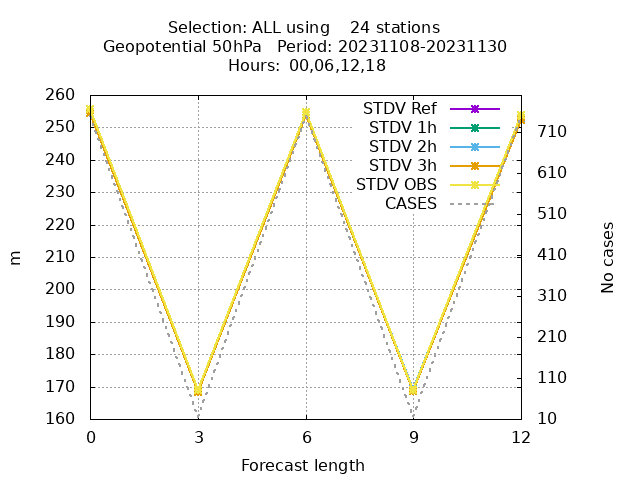 Selection: ALL using    24 stations
Geopotential 50hPa   Period: 20231108-20231130
Hours: 00,06,12,18
260
250
240
230
220
210
200
190
180
170
160
m
STDV Ref
STDV 1h
STDV 2h
STDV 3h
STDV OBS
CASES
710
610
510
410
310
210
110
10
No cases
0
3
6
9
12
Forecast length